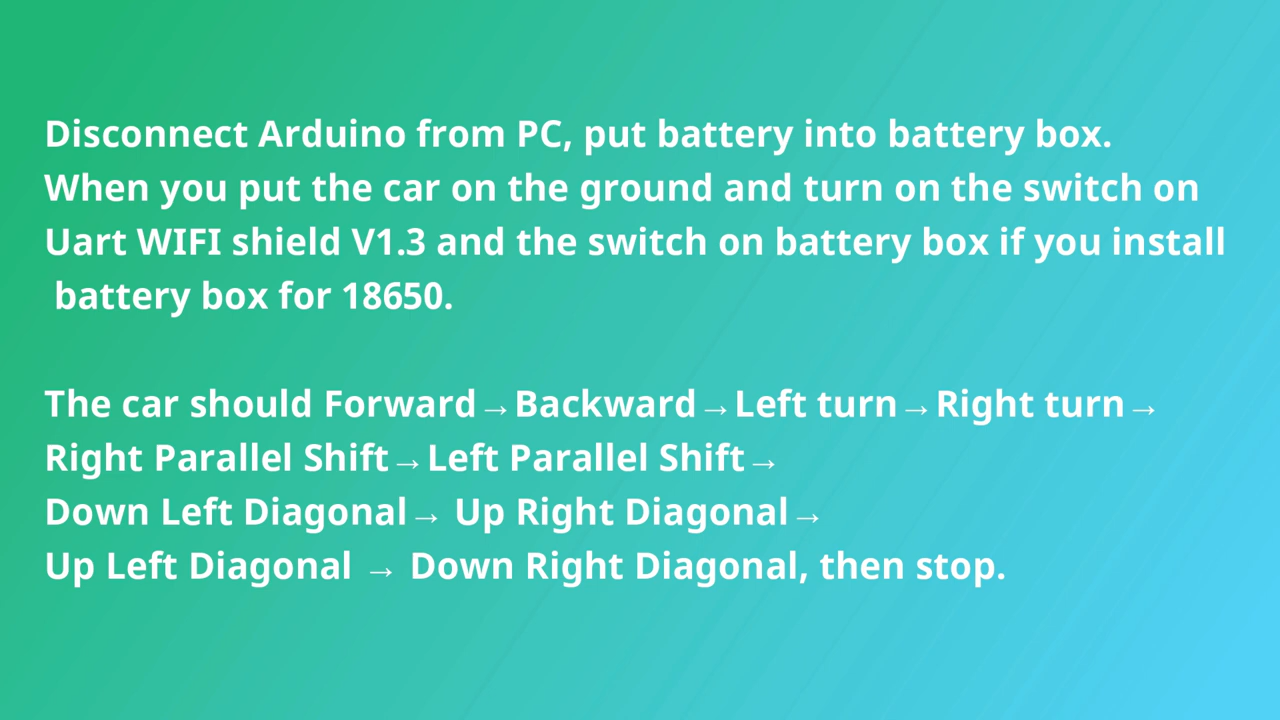 Disconnect Arduino from PC, put battery into battery box.
When you put the car on the ground and turn on the switch on
Uart WIFI shield V1.3 and the switch on battery box if you install
battery box for 18650.
The car should Forward→Backward→Left turn→Right turn→
Right Parallel Shift→Left Parallel Shift→
Down Left Diagonal→ Up Right Diagonal→
Up Left Diagonal → Down Right Diagonal, then stop.